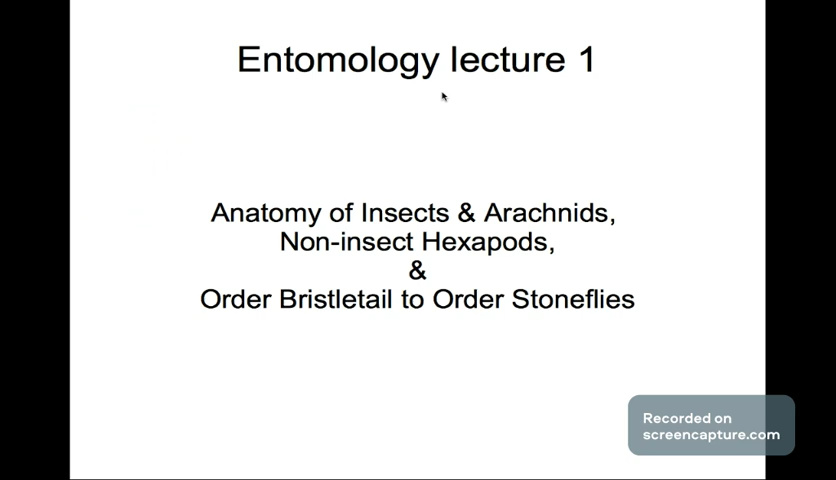 Entomology lecture 1
Anatomy of Insects & Arachnids,
Non-insect Hexapods,
&
Order Bristletail to Order Stoneflies
Recorded on
screencapture.com